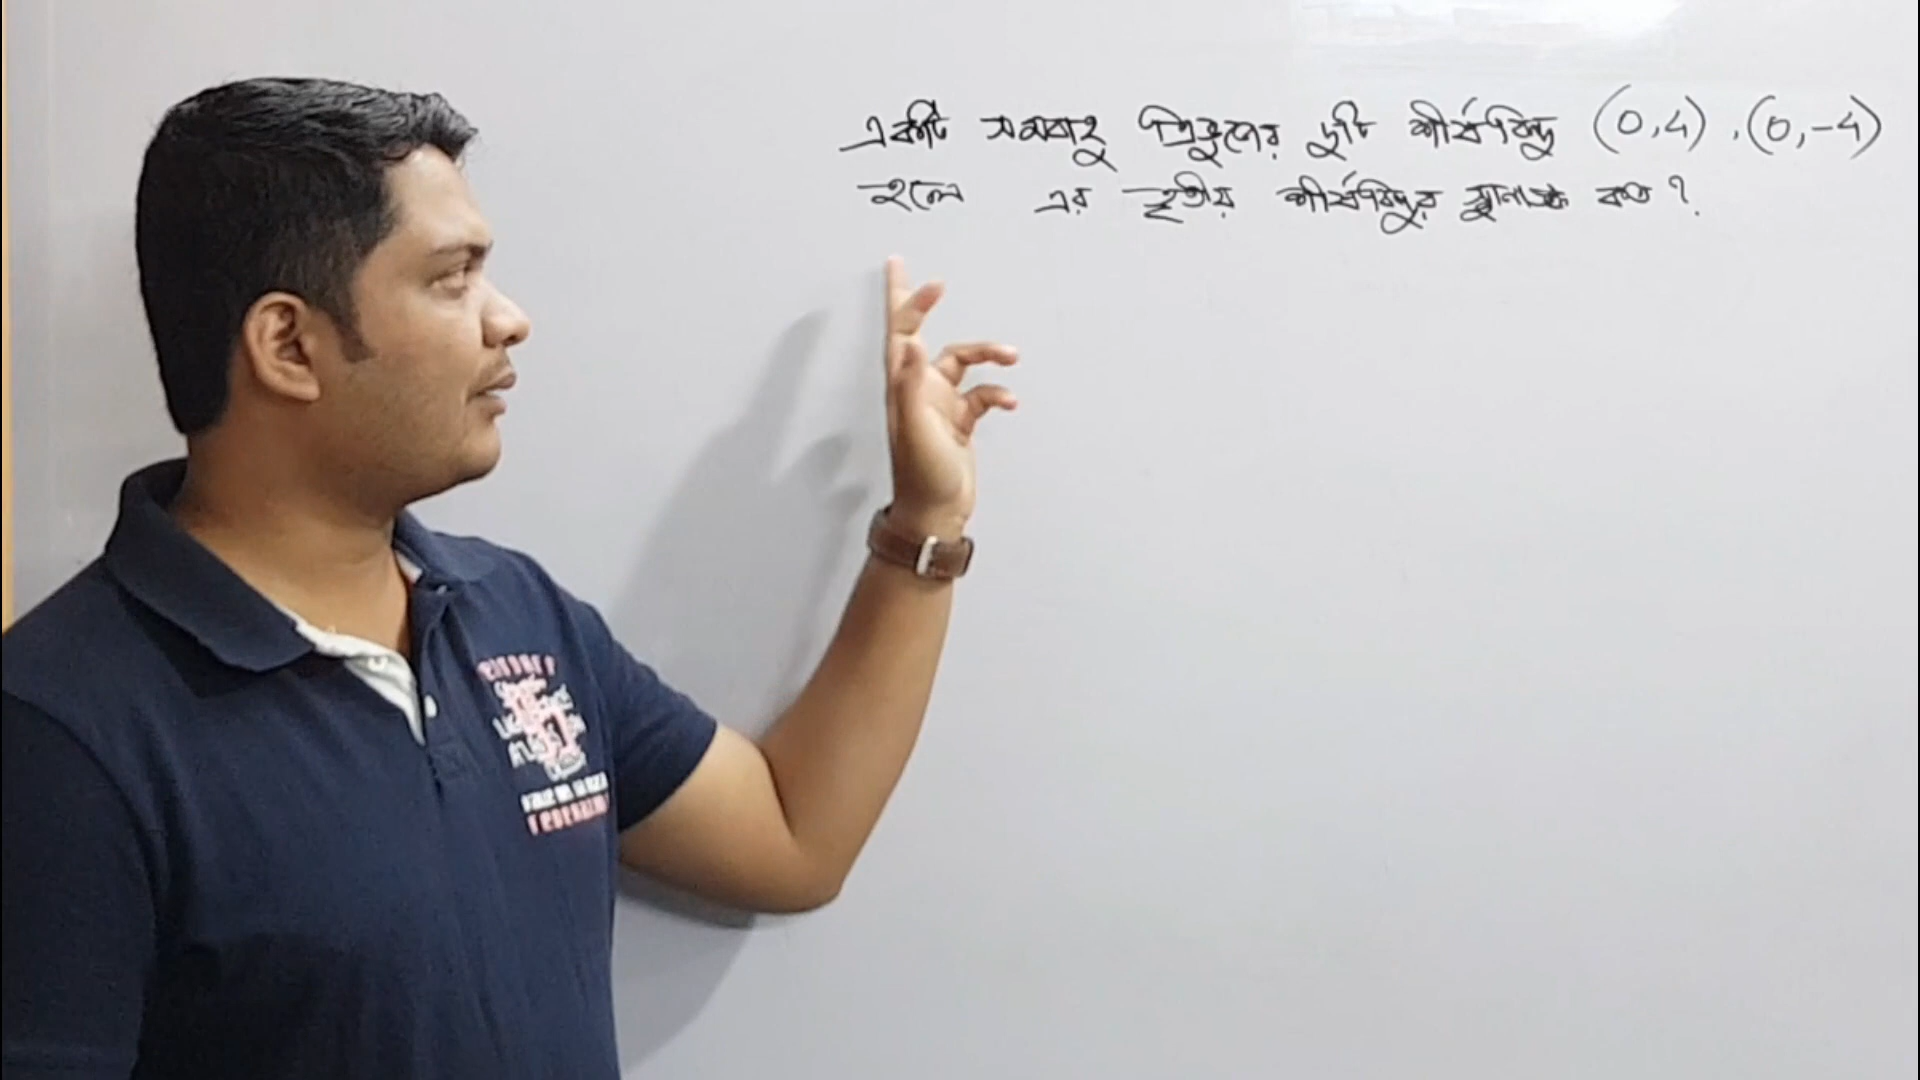 একটি সমবাহু ত্রিভুজের দুটি শীর্ষবিন্দু (0,4), (0,-4)
হলে এর তৃতীয় শীর্ষবিন্দুর স্থানাঙ্ক কত?